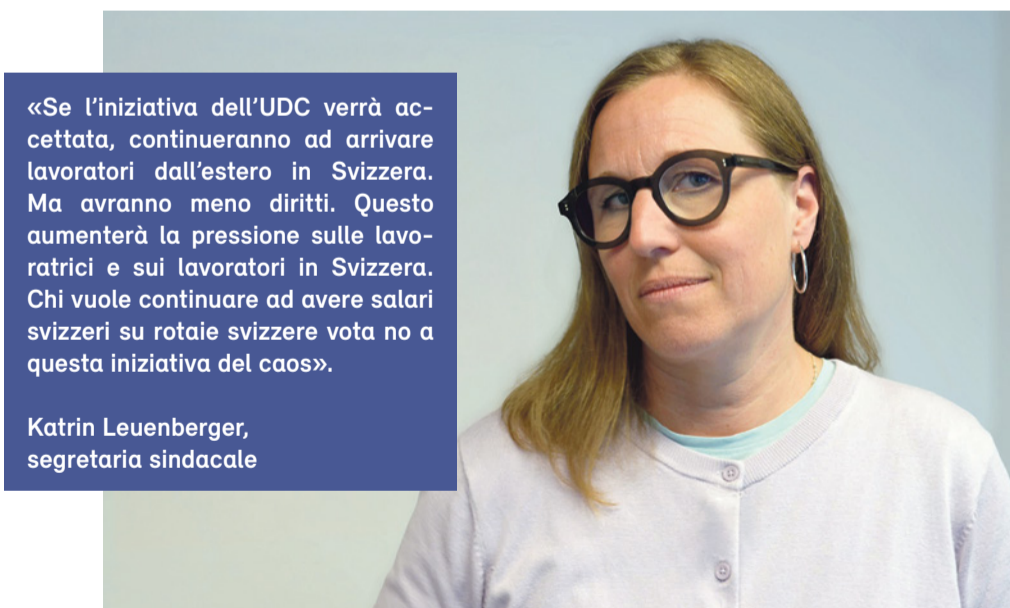 «Se l'iniziativa dell'UDC verrà ac-
cettata, continueranno ad arrivare
lavoratori dall'estero in Svizzera.
Ma avranno meno diritti. Questo
aumenterà la pressione sulle lavo-
ratrici e sui lavoratori in Svizzera.
Chi vuole continuare ad avere salari
svizzeri su rotaie svizzere vota no a
questa iniziativa del caos».
Katrin Leuenberger,
segretaria sindacale